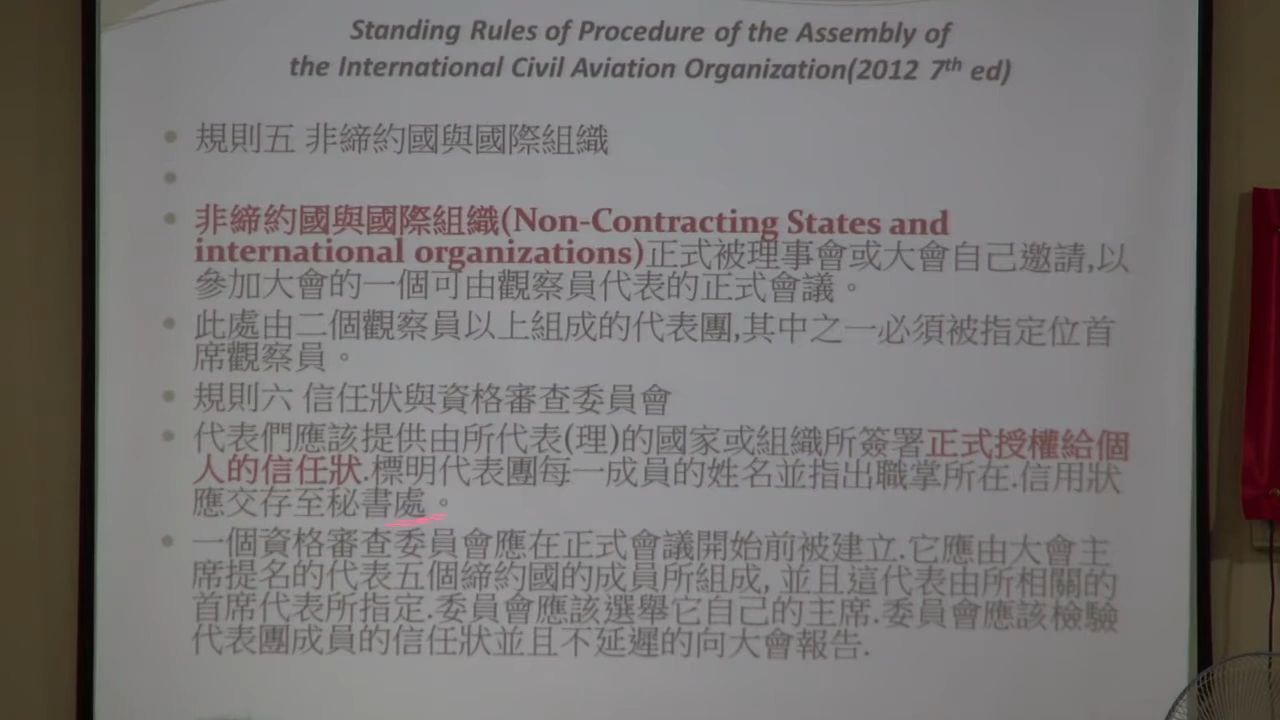 Standing Rules of Procedure of the Assembly of
the International Civil Aviation Organization(2012 7th ed)
規則五 非締約國與國際組織
非締約國與國際組織(Non-Contracting States and
international organizations)正式被理事會或大會自己邀請,以
參加大會的一個可由觀察員代表的正式會議。
此處由二個觀察員以上組成的代表團,其中之一必須被指定位首
席觀察員。
規則六 信任狀與資格審查委員會
代表們應該提供由所代表(理)的國家或組織所簽署正式授權給個
人的信任狀.標明代表團每一成員的姓名並指出職掌所在.信用狀
應交存至秘書處。
一個資格審查委員會應在正式會議開始前被建立.它應由大會主
席提名的代表五個締約國的成員所組成, 並且這代表由所相關的
首席代表所指定.委員會應該選舉它自己的主席.委員會應該檢驗
代表團成員的信任狀並且不延遲的向大會報告.